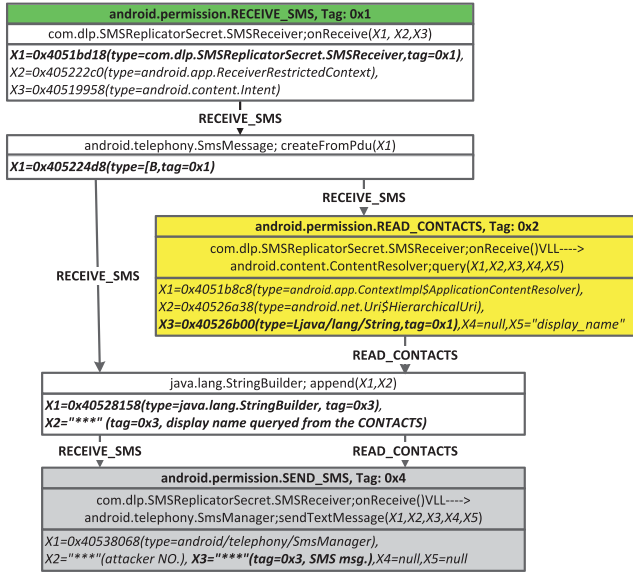 android.permission.RECEIVE_SMS, Tag: 0x1
com.dlp.SMSReplicatorSecret.SMSReceiver;onReceive(X1, X2,X3)
X1=0x4051bd18(type=com.dlp.SMSReplicatorSecret.SMSReceiver,tag=0x1),
X2=0x405222c0(type=android.app.ReceiverRestrictedContext),
X3=0x40519958(type=android.content.Intent)
RECEIVE_SMS
android.telephony.SmsMessage; createFromPdu(X1)
X1=0x405224d8(type=[B,tag=0x1)
RECEIVE_SMS
android.permission.READ_CONTACTS, Tag: 0x2
com.dlp.SMSReplicatorSecret.SMSReceiver;onReceive()VLL---->
android.content.ContentResolver;query(X1,X2,X3,X4,X5)
RECEIVE_SMS
X1=0x4051b8c8(type=android.app.ContextImpl$ApplicationContentResolver),
X2=0x40526a38(type=android.net.Uri$HierarchicalUri),
X3=0x40526b00(type=Ljava/lang/String,tag=0x1),X4=null,X5="display_name"
READ_CONTACTS
java.lang.StringBuilder; append(X1,X2)
X1=0x40528158(type=java.lang.StringBuilder, tag=0x3),
X2="***" (tag=0x3, display name queryed from the CONTACTS)
RECEIVE_SMS
READ_CONTACTS
android.permission.SEND_SMS, Tag: 0x4
com.dlp.SMSReplicatorSecret.SMSReceiver;onReceive()VLL---->
android.telephony.SmsManager;sendTextMessage(X1,X2,X3,X4,X5)
X1=0x40538068(type=android/telephony/SmsManager),
X2="***"(attacker NO.), X3="***"(tag=0x3, SMS msg.),X4=null,X5=null